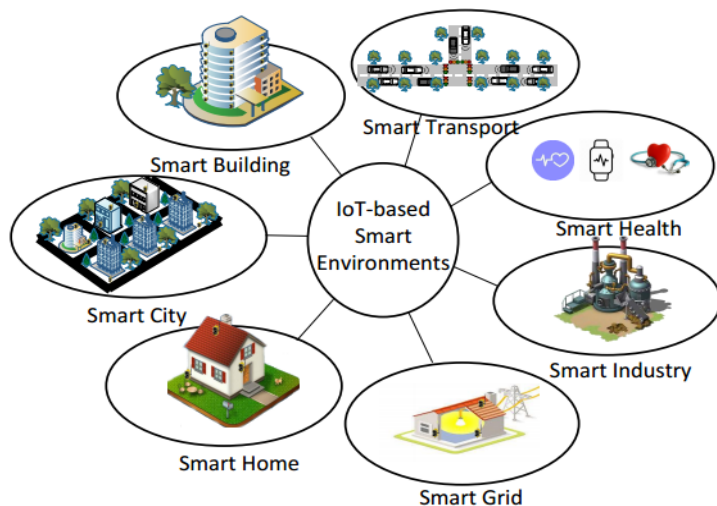 Smart Transport
Smart Building
IoT-based
Smart
Environments
Smart Health
Smart City
Smart Industry
Smart Home
Smart Grid